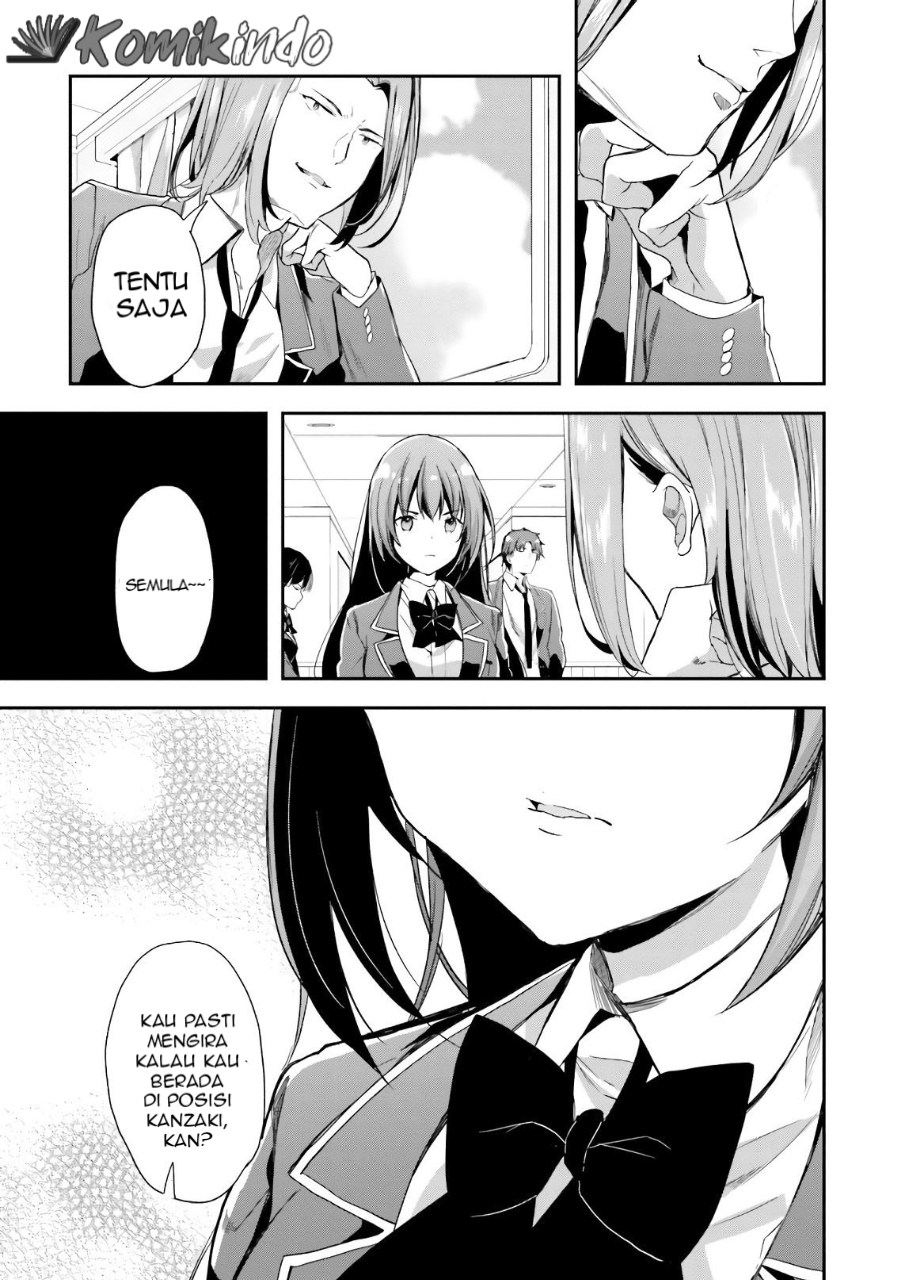 Komikindo
TENTU
SAJA
SEMULA~~
KAU PASTI
MENGIRA
KALAU KAU
BERADA
DI POSISI
KANZAKI,
KAN?